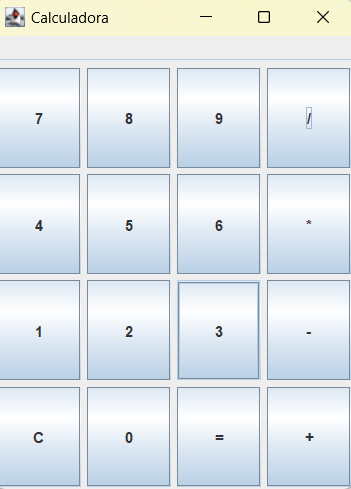 Calculadora
7 8 9 /
4 5 6 *
1 2 3 -
C 0 = +